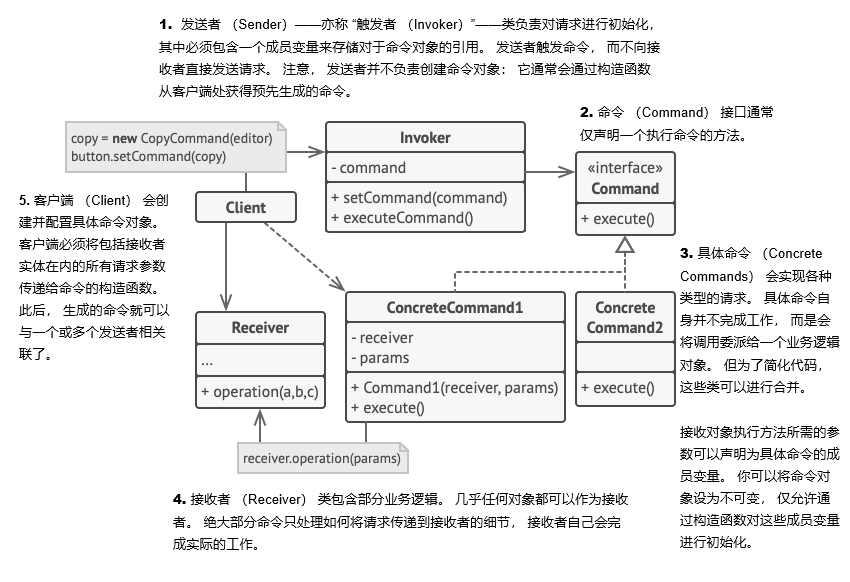 1. 发送者 （Sender）——亦称 “触发者 （Invoker）”——类负责对请求进行初始化，
其中必须包含一个成员变量来存储对于命令对象的引用。 发送者触发命令， 而不向接
收者直接发送请求。 注意， 发送者并不负责创建命令对象： 它通常会通过构造函数
从客户端处获得预先生成的命令。
2. 命令 （Command） 接口通常
仅声明一个执行命令的方法。
copy = new CopyCommand(editor)
button.setCommand(copy)
Invoker
- command
+ setCommand(command)
+ executeCommand()
«interface»
Command
+ execute()
5. 客户端 （Client） 会创
建并配置具体命令对象。
客户端必须将包括接收者
实体在内的所有请求参数
传递给命令的构造函数。
此后， 生成的命令就可以
与一个或多个发送者相关
联了。
Client
3. 具体命令 （Concrete
Commands） 会实现各种
类型的请求。 具体命令自
身并不完成工作， 而是会
将调用委派给一个业务逻辑
对象。 但为了简化代码，
这些类可以进行合并。
Receiver
...
+ operation(a,b,c)
ConcreteCommand1
- receiver
- params
+ Command1(receiver, params)
+ execute()
Concrete
Command2
+ execute()
receiver.operation(params)
接收对象执行方法所需的参
数可以声明为具体命令的成
员变量。 你可以将命令对
象设为不可变， 仅允许通
过构造函数对这些成员变量
进行初始化。
4. 接收者 （Receiver） 类包含部分业务逻辑。 几乎任何对象都可以作为接收
者。 绝大部分命令只处理如何将请求传递到接收者的细节， 接收者自己会完
成实际的工作。